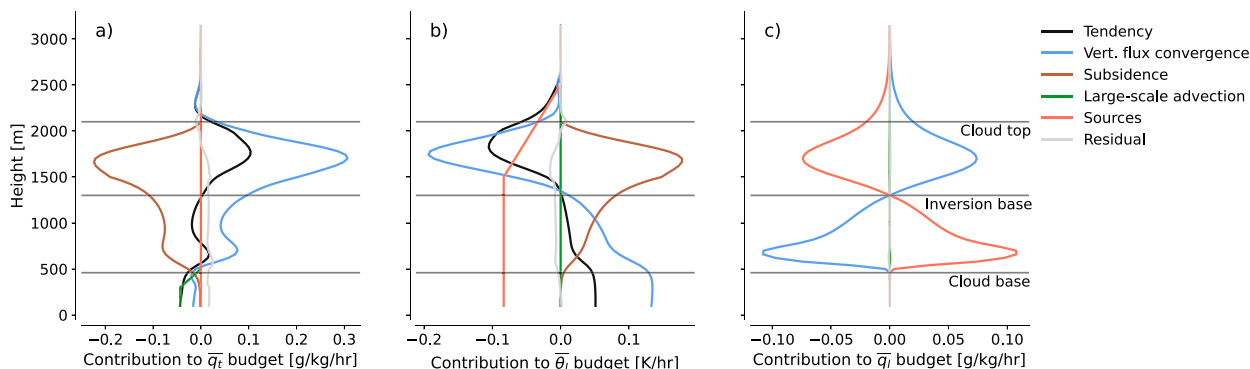 a)
b)
c)
Height [m]
3000
2500
2000
1500
1000
500
0
−0.2 −0.1 0.0 0.1 0.2 0.3
Contribution to q̅t budget [g/kg/hr]
−0.2 −0.1 0.0 0.1
Contribution to θ̅l budget [K/hr]
−0.10 −0.05 0.00 0.05 0.10
Contribution to q̅l budget [g/kg/hr]
Cloud top
Inversion base
Cloud base
Tendency
Vert. flux convergence
Subsidence
Large-scale advection
Sources
Residual